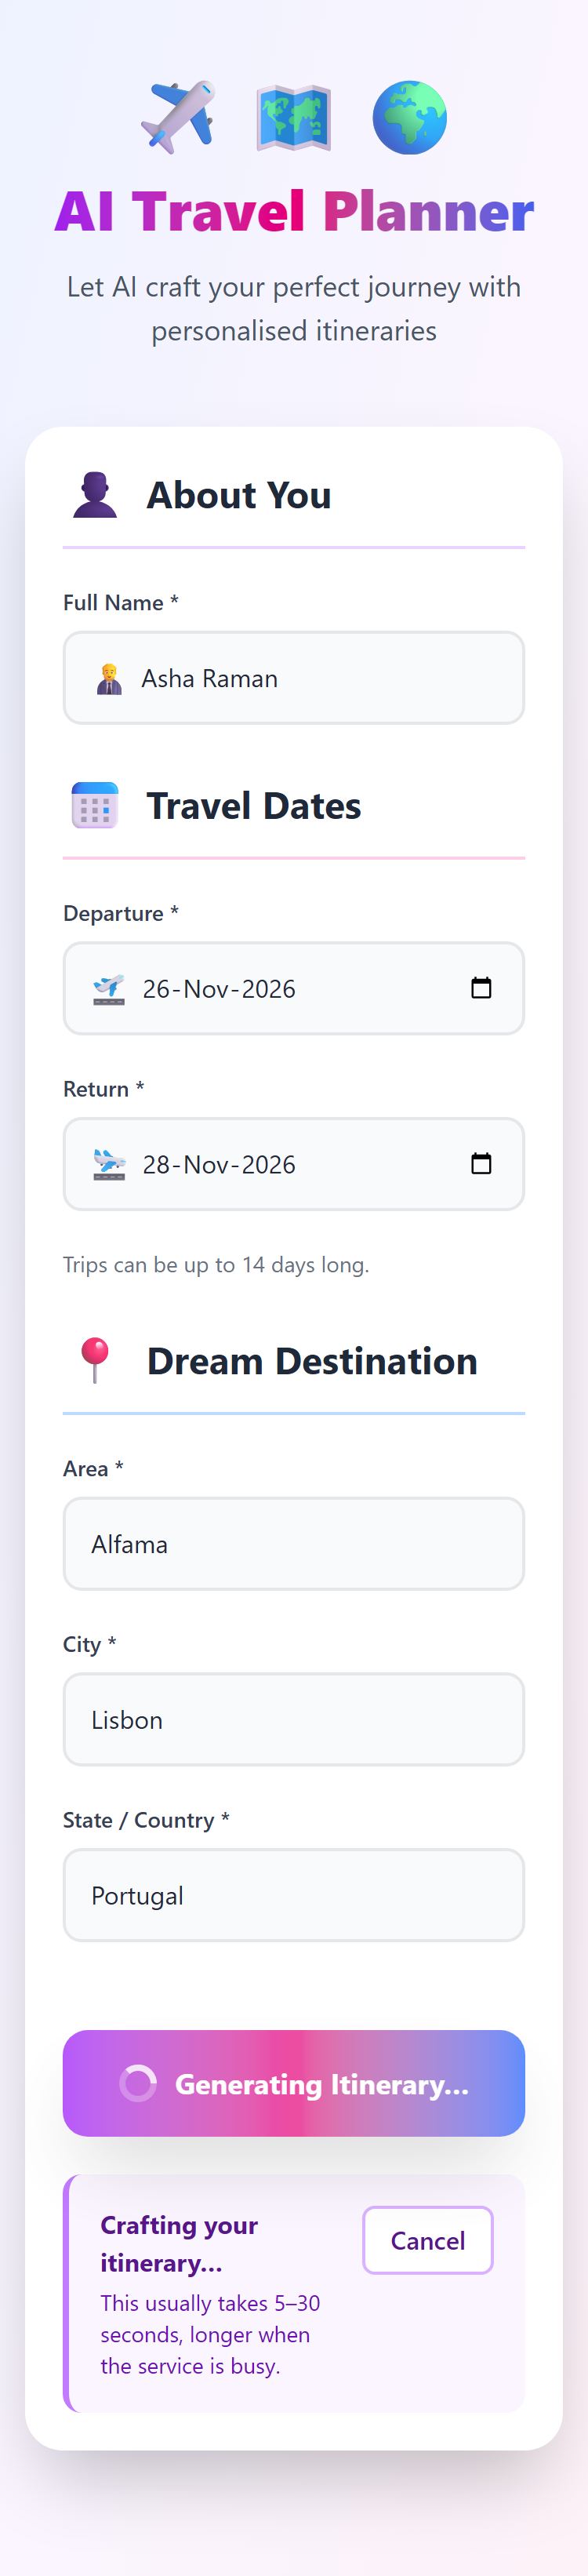 AI Travel Planner
Let AI craft your perfect journey with
personalised itineraries
About You
Full Name *
Asha Raman
Travel Dates
Departure *
26-Nov-2026
Return *
28-Nov-2026
Trips can be up to 14 days long.
Dream Destination
Area *
Alfama
City *
Lisbon
State / Country *
Portugal
Generating Itinerary...
Crafting your
itinerary...
Cancel
This usually takes 5–30
seconds, longer when
the service is busy.